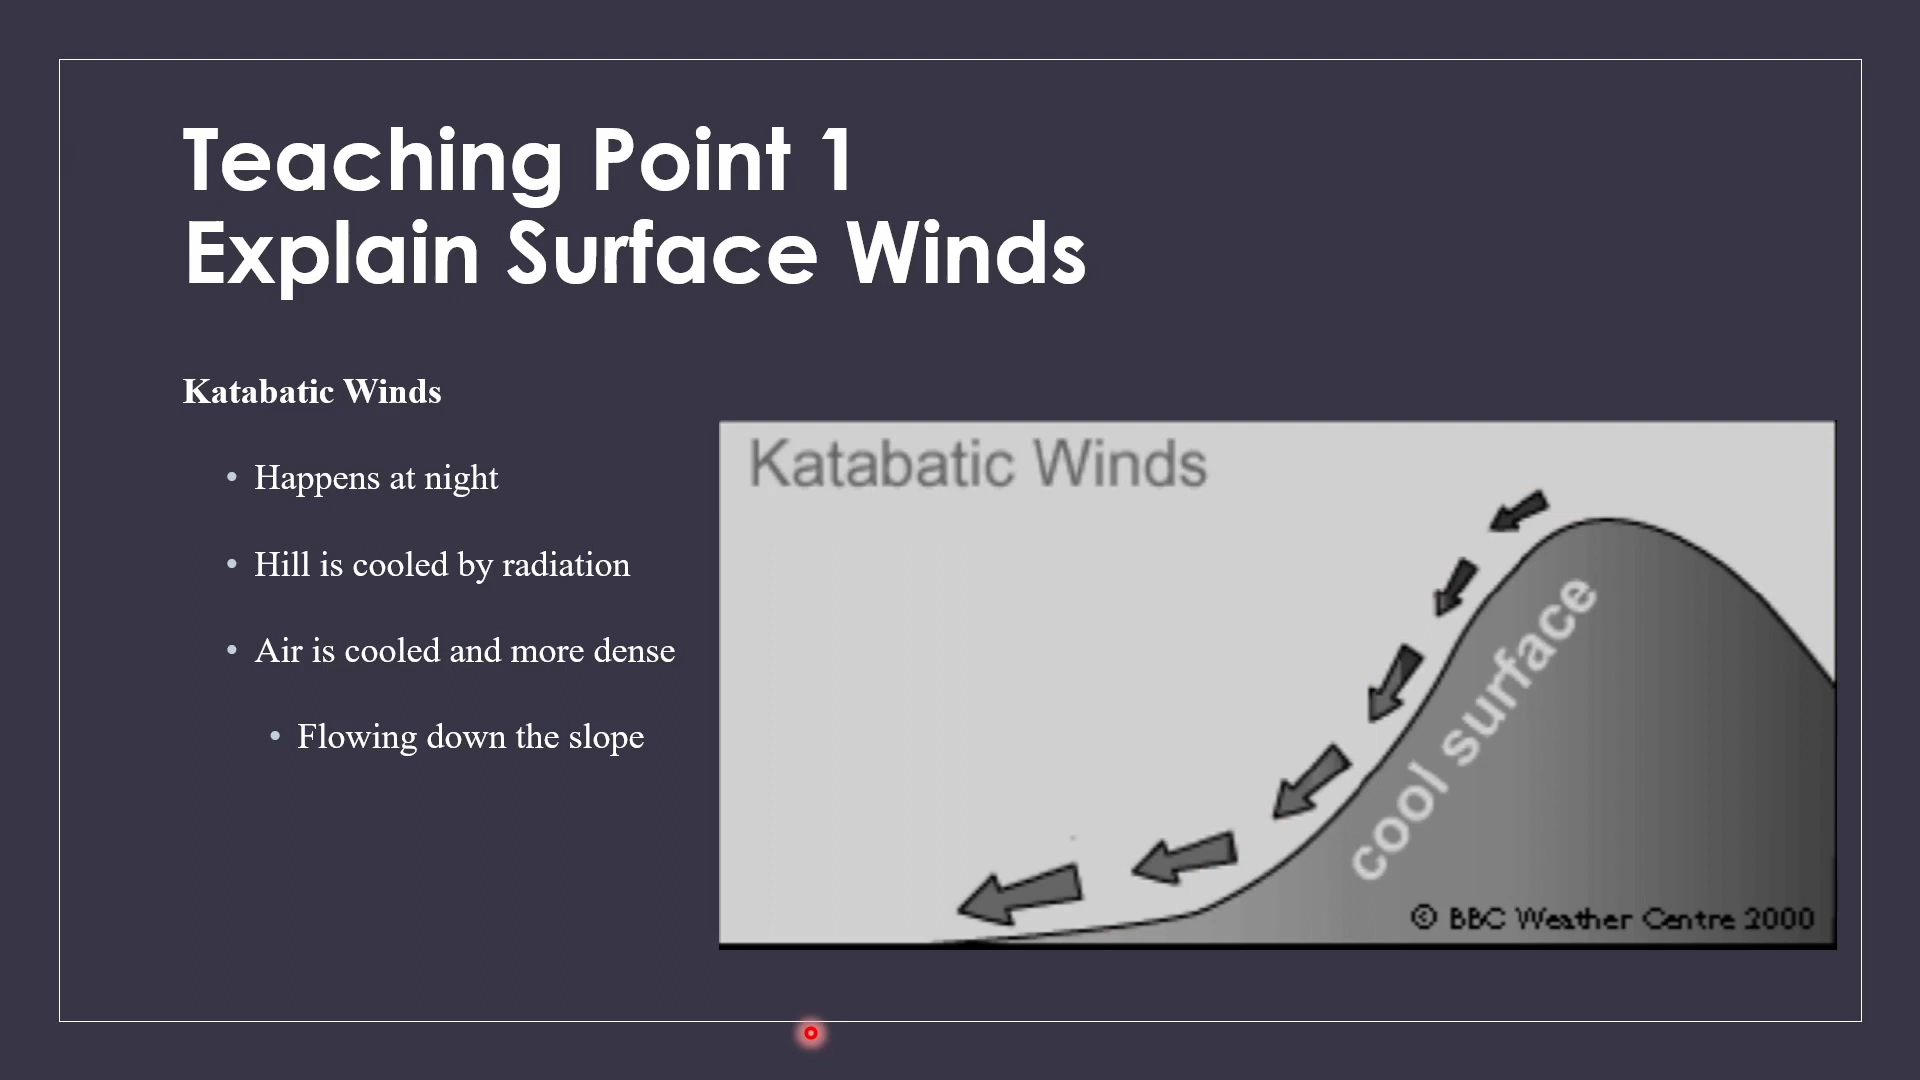 Teaching Point 1
Explain Surface Winds
Katabatic Winds
• Happens at night
• Hill is cooled by radiation
• Air is cooled and more dense
• Flowing down the slope
Katabatic Winds
cool surface
© BBC Weather Centre 2000